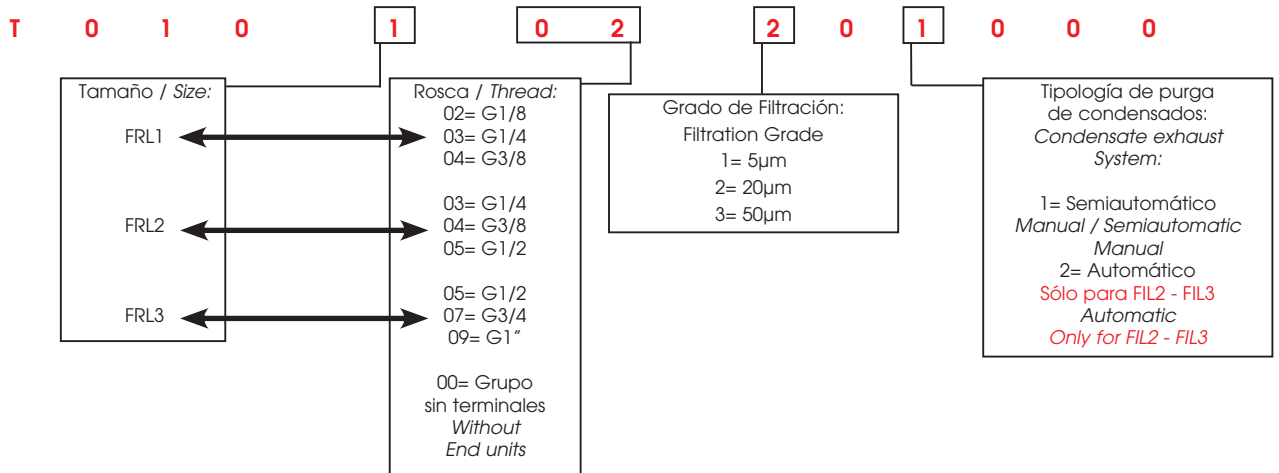 T 0 1 0 1 0 2 2 0 1 0 0 0
Tamaño / Size:
FRL1
FRL2
FRL3
Rosca / Thread:
02= G1/8
03= G1/4
04= G3/8
03= G1/4
04= G3/8
05= G1/2
05= G1/2
07= G3/4
09= G1”
00= Grupo
sin terminales
Without
End units
Grado de Filtración:
Filtration Grade
1= 5µm
2= 20µm
3= 50µm
Tipología de purga
de condensados:
Condensate exhaust
System:
1= Semiautomático
Manual / Semiautomatic
Manual
2= Automático
Sólo para FIL2 - FIL3
Automatic
Only for FIL2 - FIL3